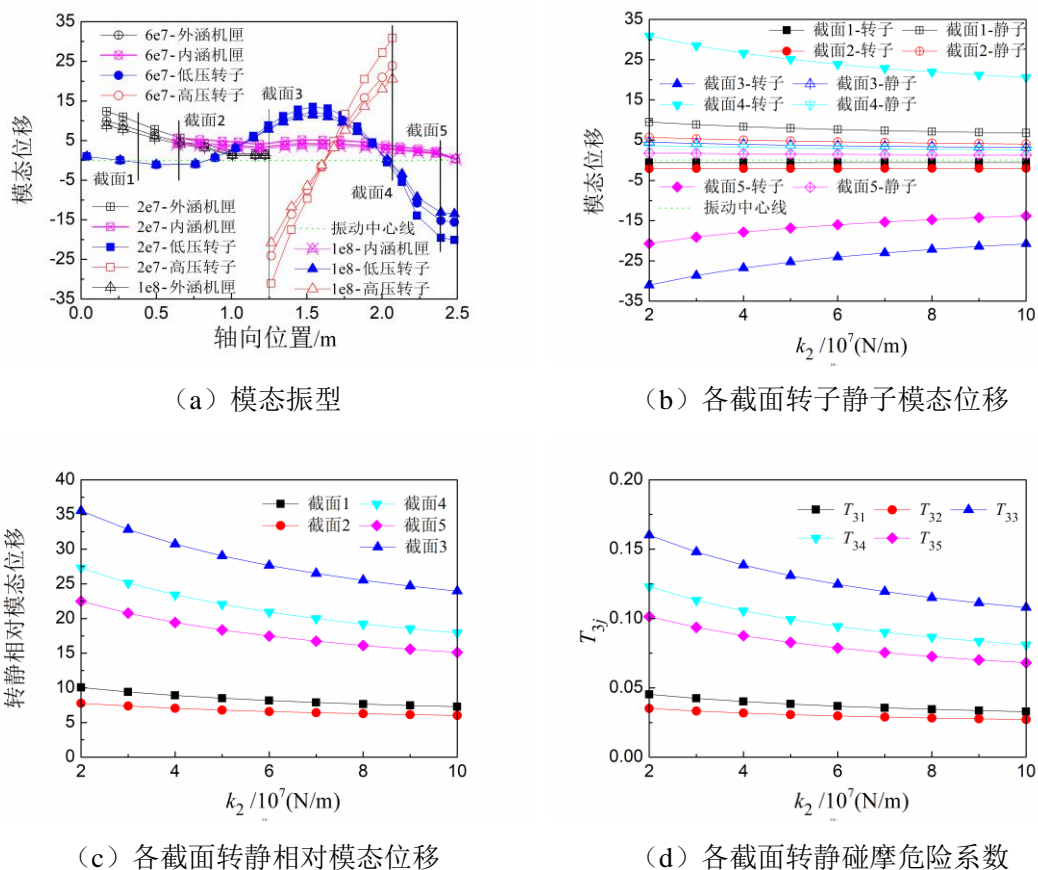 35
25
15
5
-5
-15
-25
-35
模态位移
6e7-外涵机匣
6e7-内涵机匣
6e7-低压转子
6e7-高压转子
截面1
截面2
截面3
截面4
截面5
2e7-外涵机匣
2e7-内涵机匣
2e7-低压转子
2e7-高压转子
1e8-外涵机匣
振动中心线
1e8-内涵机匣
1e8-低压转子
1e8-高压转子
0.0 0.5 1.0 1.5 2.0 2.5
轴向位置/m
(a)模态振型
35
25
15
5
-5
-15
-25
-35
模态位移
截面1-转子 截面1-静子
截面2-转子 截面2-静子
截面3-转子 截面3-静子
截面4-转子 截面4-静子
截面5-转子 截面5-静子
振动中心线
2 4 6 8 10
k2 /10^7(N/m)
(b)各截面转子静子模态位移
40
35
30
25
20
15
10
5
0
转静相对模态位移
截面1 截面4
截面2 截面5
截面3
2 4 6 8 10
k2 /10^7(N/m)
(c)各截面转静相对模态位移
0.20
0.15
0.10
0.05
0.00
T3j
T31 T32 T33
T34 T35
2 4 6 8 10
k2 /10^7(N/m)
(d)各截面转静碰摩危险系数